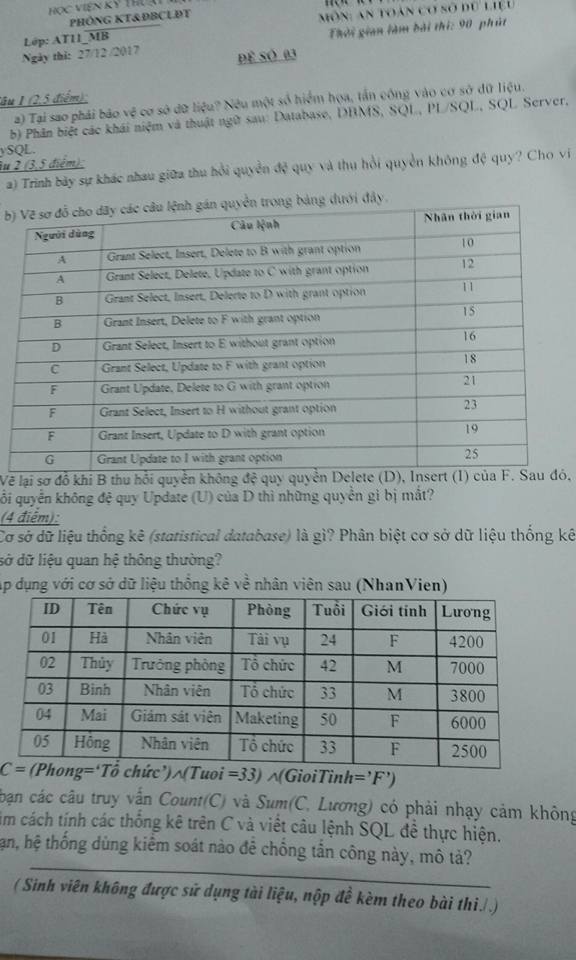 HỌC VIỆN KỸ THUẬT
PHÒNG KT&ĐBCLĐT
MÔN: AN TOÀN CƠ SỞ DỮ LIỆU
Lớp: AT11_MB
Thời gian làm bài thi: 90 phút
Ngày thi: 27/12/2017
ĐỀ SỐ 03
Câu 1 (2.5 điểm):
a) Tại sao phải bảo vệ cơ sở dữ liệu? Nêu một số hiểm họa, tấn công vào cơ sở dữ liệu.
b) Phân biệt các khái niệm và thuật ngữ sau: Database, DBMS, SQL, PL/SQL, SQL Server,
ySQL.
âu 2 (3.5 điểm):
a) Trình bày sự khác nhau giữa thu hồi quyền đệ quy và thu hồi quyền không đệ quy? Cho ví
b) Vẽ sơ đồ cho dãy các câu lệnh gán quyền trong bảng dưới đây.
Người dùng Câu lệnh Nhãn thời gian
A Grant Select, Insert, Delete to B with grant option 10
A Grant Select, Delete, Update to C with grant option 12
B Grant Select, Insert, Delerte to D with grant option 11
B Grant Insert, Delete to F with grant option 15
D Grant Select, Insert to E without grant option 16
C Grant Select, Update to F with grant option 18
F Grant Update, Delete to G with grant option 21
F Grant Select, Insert to H without grant option 23
F Grant Insert, Update to D with grant option 19
G Grant Update to I with grant option 25
Vẽ lại sơ đồ khi B thu hồi quyền không đệ quy quyền Delete (D), Insert (I) của F. Sau đó,
ồi quyền không đệ quy Update (U) của D thì những quyền gì bị mất?
(4 điểm):
Cơ sở dữ liệu thống kê (statistical database) là gì? Phân biệt cơ sở dữ liệu thống kê
sở dữ liệu quan hệ thông thường?
áp dụng với cơ sở dữ liệu thống kê về nhân viên sau (NhanVien)
ID Tên Chức vụ Phòng Tuổi Giới tính Lương
01 Hà Nhân viên Tài vụ 24 F 4200
02 Thủy Trưởng phòng Tổ chức 42 M 7000
03 Bình Nhân viên Tổ chức 33 M 3800
04 Mai Giám sát viên Maketing 50 F 6000
05 Hồng Nhân viên Tổ chức 33 F 2500
C = (Phong=‘Tổ chức’)∧(Tuoi =33) ∧(GioiTinh=’F’)
bạn các câu truy vấn Count(C) và Sum(C, Lương) có phải nhạy cảm không
ìm cách tính các thống kê trên C và viết câu lệnh SQL để thực hiện.
ạn, hệ thống dùng kiểm soát nào để chống tấn công này, mô tả?
( Sinh viên không được sử dụng tài liệu, nộp đề kèm theo bài thi./.)